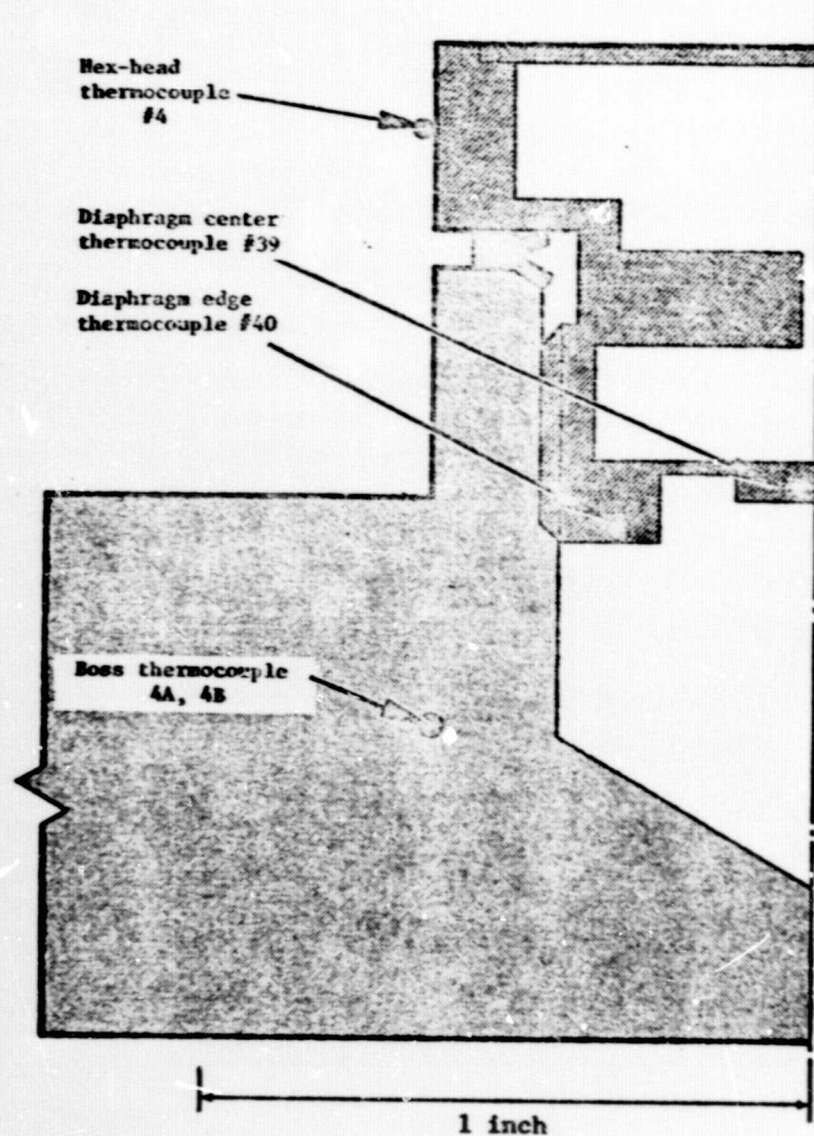 Hex-head
thermocouple
#4
Diaphragm center
thermocouple #39
Diaphragm edge
thermocouple #40
Boss thermocouple
4A, 4B
1 inch